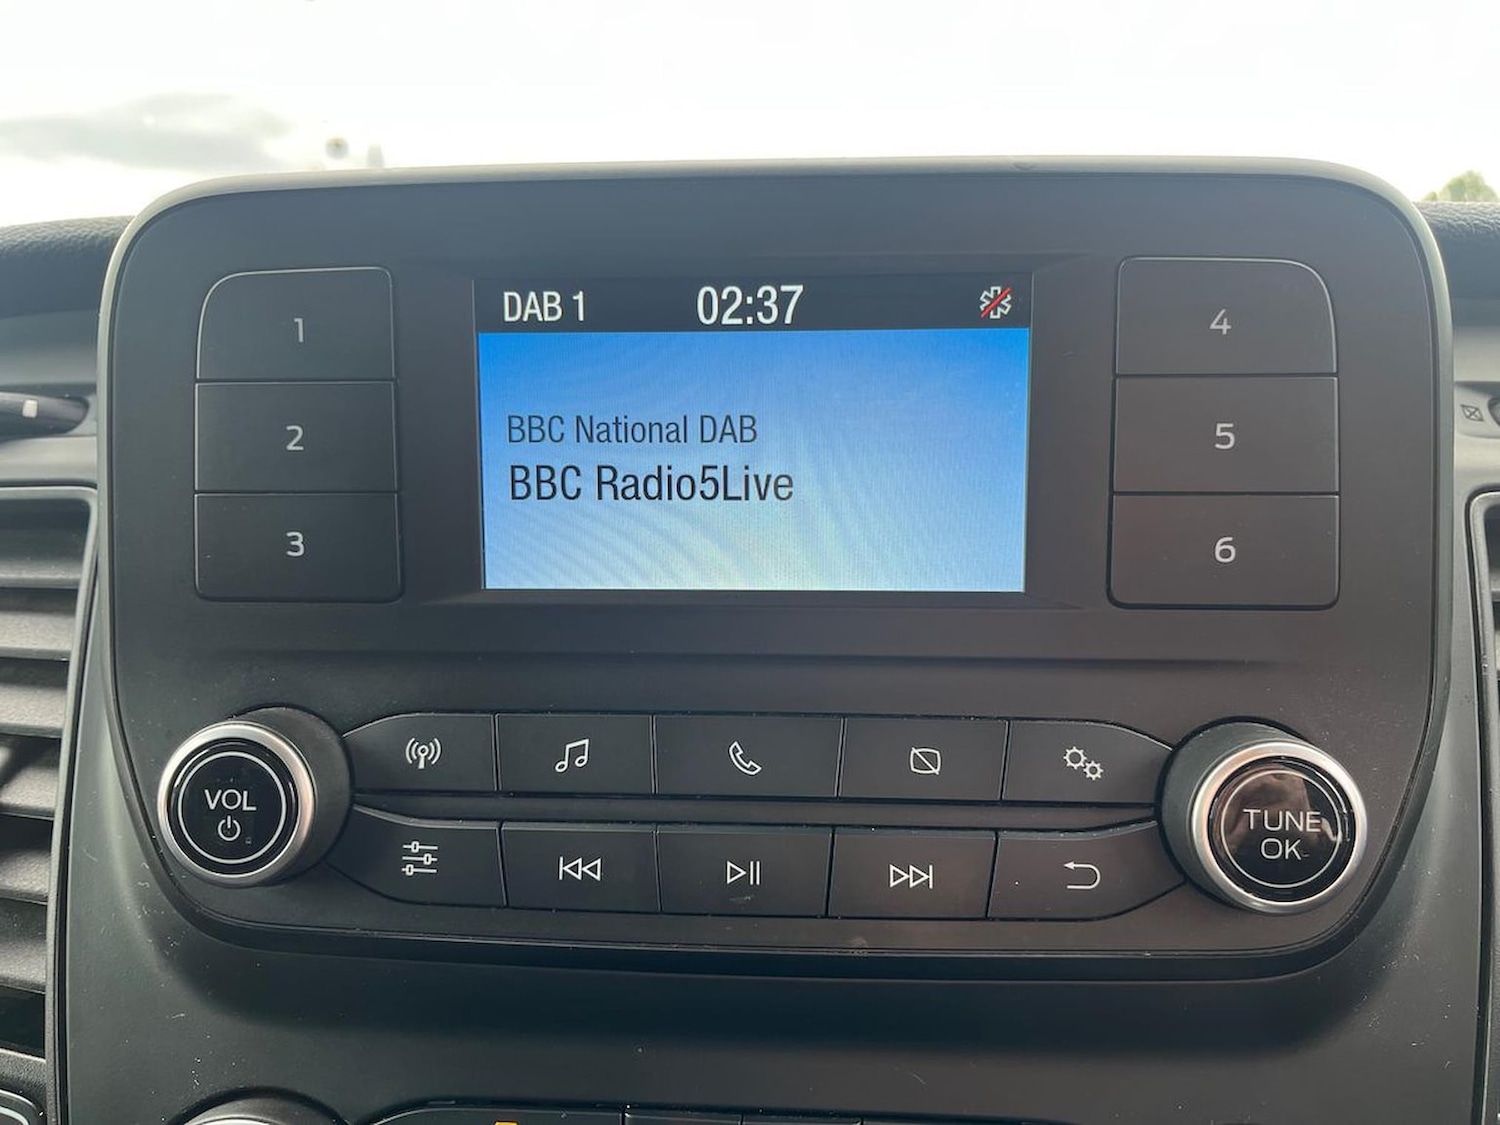 DAB 1 02:37
BBC National DAB
BBC Radio5Live
1
2
3
4
5
6
VOL
TUNE
OK